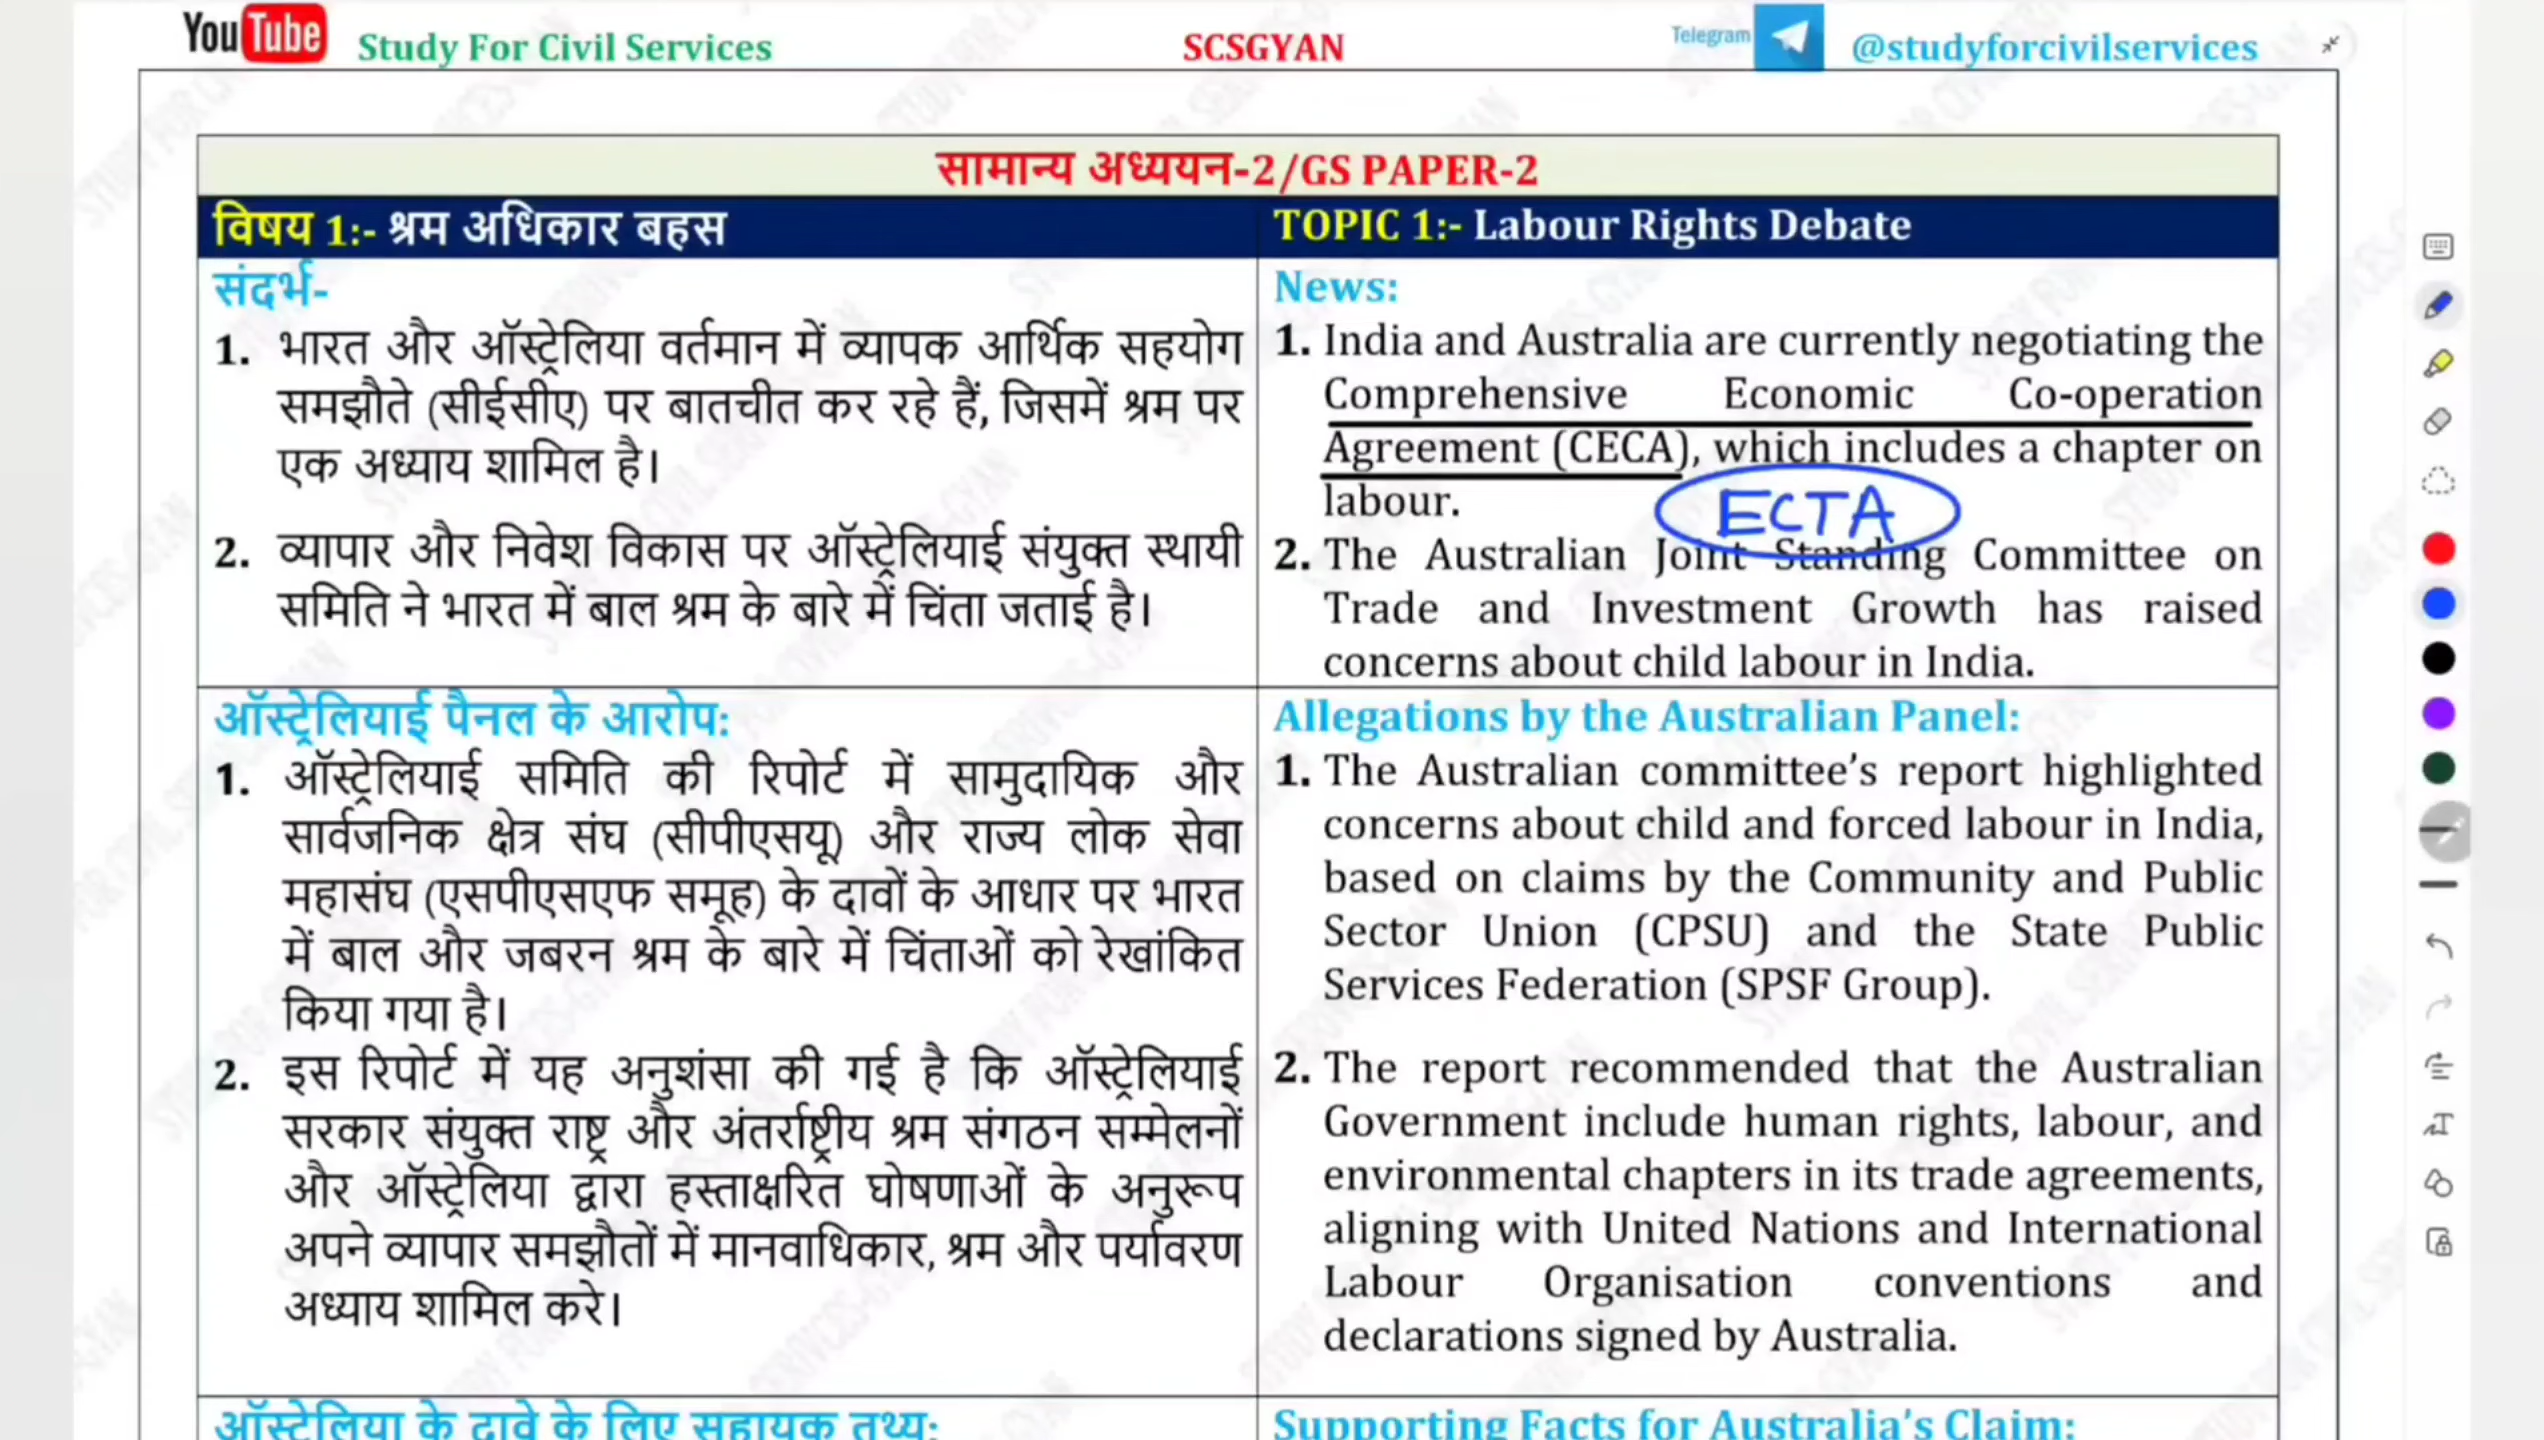 YouTube Study For Civil Services SCSGYAN Telegram @studyforcivilservices
सामान्य अध्ययन-2/GS PAPER-2
विषय 1:- श्रम अधिकार बहस
संदर्भ-
1. भारत और ऑस्ट्रेलिया वर्तमान में व्यापक आर्थिक सहयोग
समझौते (सीईसीए) पर बातचीत कर रहे हैं, जिसमें श्रम पर
एक अध्याय शामिल है।
2. व्यापार और निवेश विकास पर ऑस्ट्रेलियाई संयुक्त स्थायी
समिति ने भारत में बाल श्रम के बारे में चिंता जताई है।
TOPIC 1:- Labour Rights Debate
News:
1. India and Australia are currently negotiating the
Comprehensive Economic Co-operation
Agreement (CECA), which includes a chapter on
labour.
ECTA
2. The Australian Joint Standing Committee on
Trade and Investment Growth has raised
concerns about child labour in India.
ऑस्ट्रेलियाई पैनल के आरोप:
1. ऑस्ट्रेलियाई समिति की रिपोर्ट में सामुदायिक और
सार्वजनिक क्षेत्र संघ (सीपीएसयू) और राज्य लोक सेवा
महासंघ (एसपीएसएफ समूह) के दावों के आधार पर भारत
में बाल और जबरन श्रम के बारे में चिंताओं को रेखांकित
किया गया है।
2. इस रिपोर्ट में यह अनुशंसा की गई है कि ऑस्ट्रेलियाई
सरकार संयुक्त राष्ट्र और अंतर्राष्ट्रीय श्रम संगठन सम्मेलनों
और ऑस्ट्रेलिया द्वारा हस्ताक्षरित घोषणाओं के अनुरूप
अपने व्यापार समझौतों में मानवाधिकार, श्रम और पर्यावरण
अध्याय शामिल करे।
Allegations by the Australian Panel:
1. The Australian committee's report highlighted
concerns about child and forced labour in India,
based on claims by the Community and Public
Sector Union (CPSU) and the State Public
Services Federation (SPSF Group).
2. The report recommended that the Australian
Government include human rights, labour, and
environmental chapters in its trade agreements,
aligning with United Nations and International
Labour Organisation conventions and
declarations signed by Australia.
ऑस्ट्रेलिया के दावे के लिए सहायक तथ्य:
Supporting Facts for Australia's Claim: